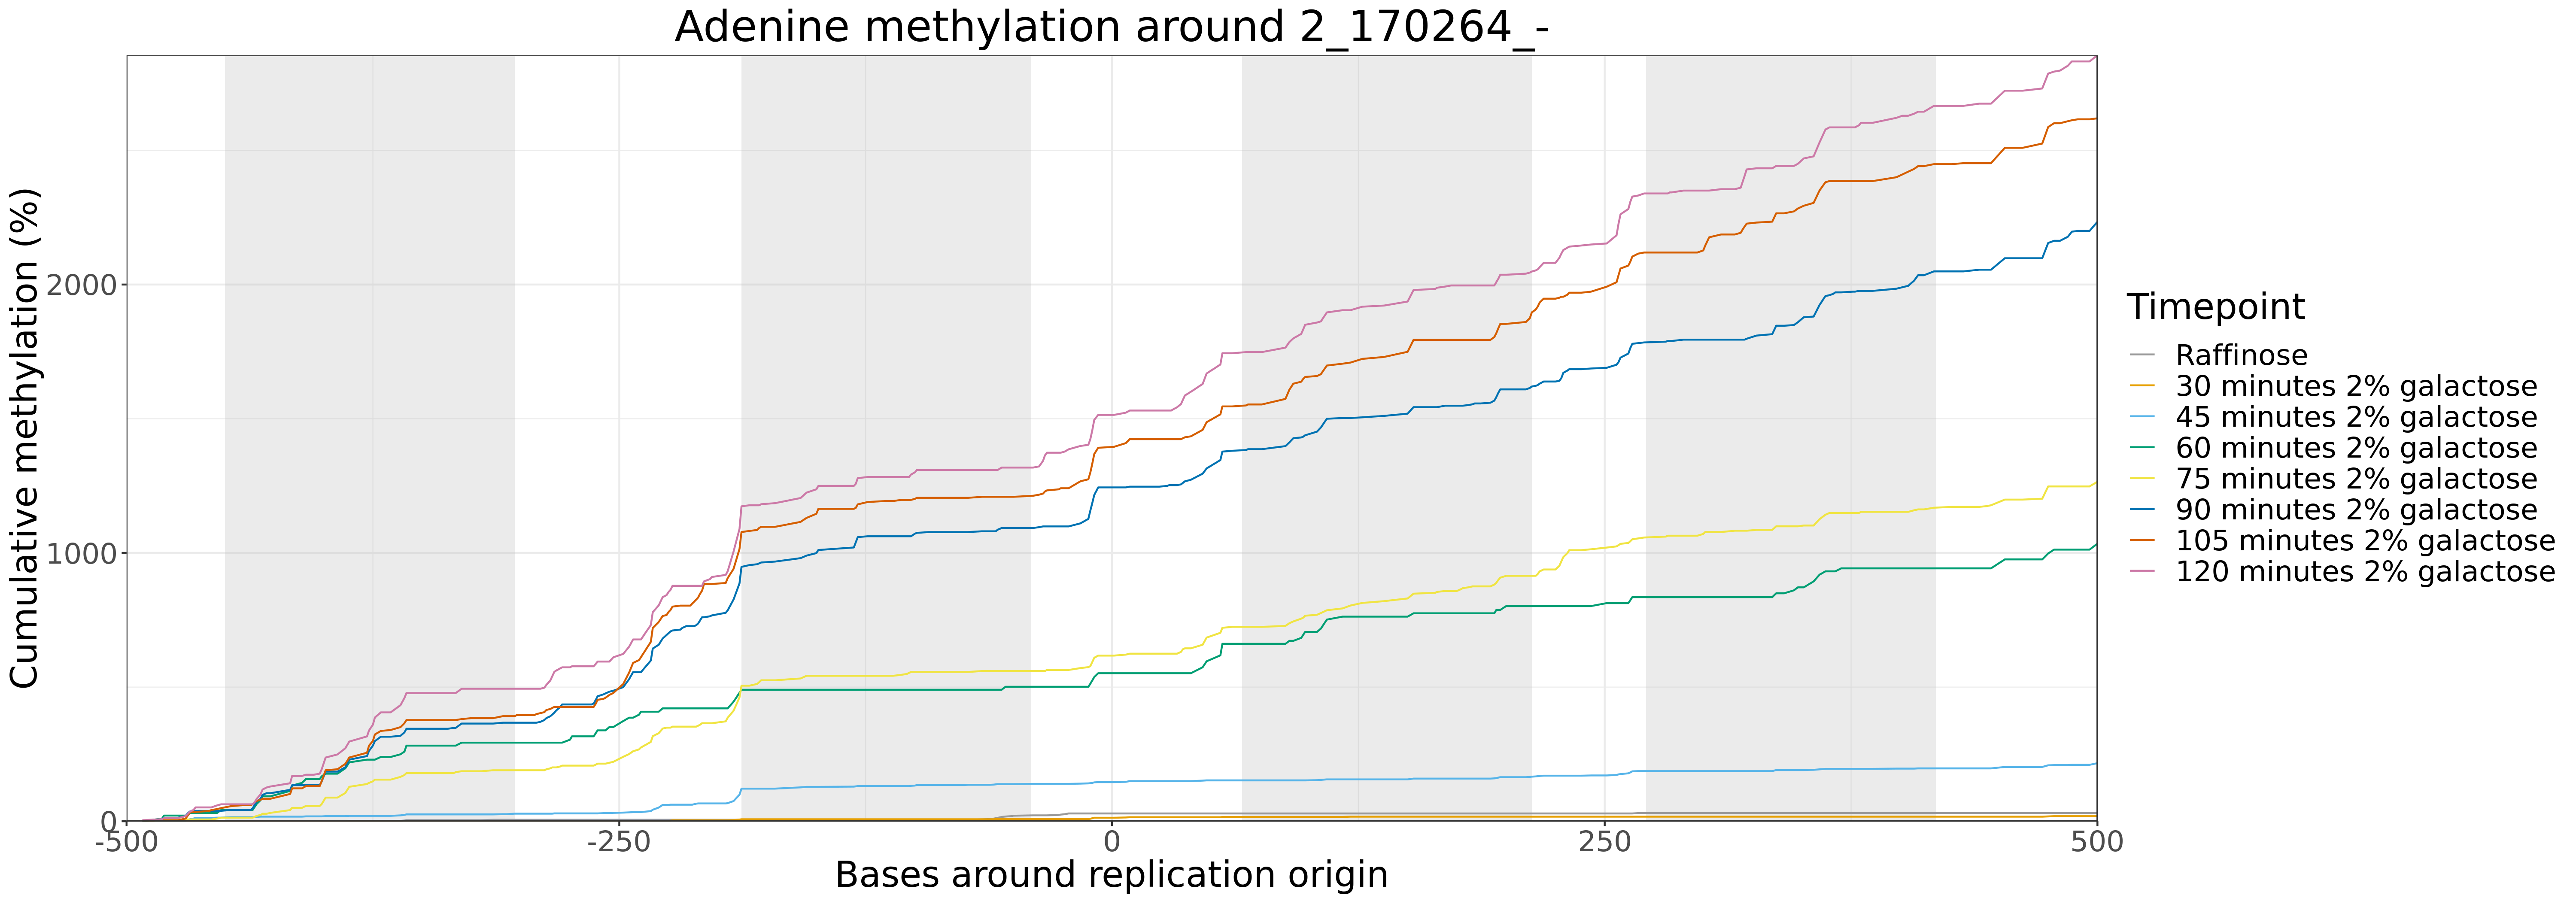 Adenine methylation around 2_170264_-
Cumulative methylation (%)
2000
1000
0
-500
-250
0
250
500
Bases around replication origin
Timepoint
Raffinose
30 minutes 2% galactose
45 minutes 2% galactose
60 minutes 2% galactose
75 minutes 2% galactose
90 minutes 2% galactose
105 minutes 2% galactose
120 minutes 2% galactose